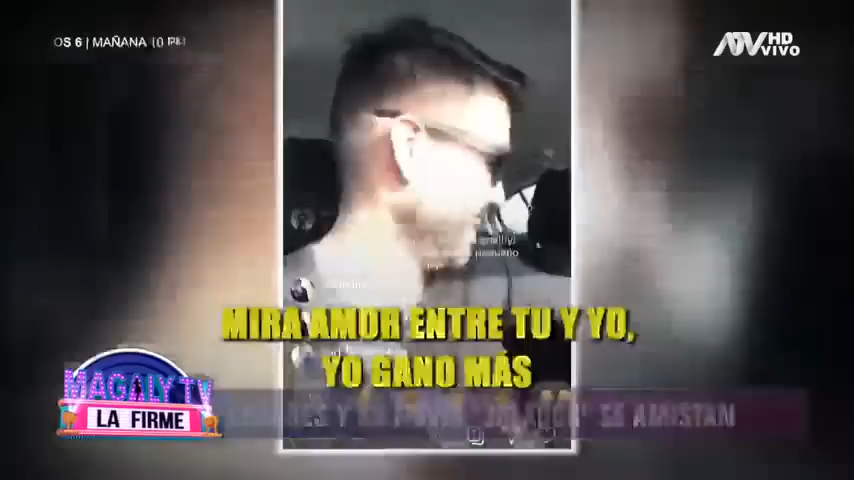 OS 6 | MAÑANA 10 PM
ATV HD
VIVO
pequeño
MIRA AMOR ENTRE TU Y YO,
YO GANO MÁS
MAGALY TV
LA FIRME
SE AMISTAN